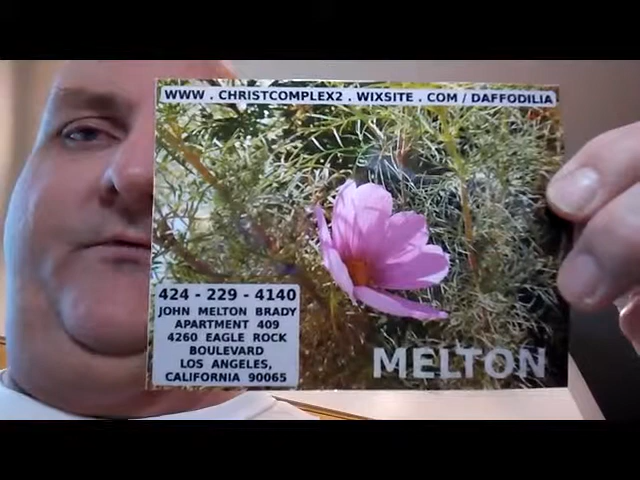 WWW . CHRISTCOMPLEX2 . WIXSITE . COM / DAFFODILIA
424 - 229 - 4140
JOHN MELTON BRADY
APARTMENT 409
4260 EAGLE ROCK
BOULEVARD
LOS ANGELES,
CALIFORNIA 90065
MELTON